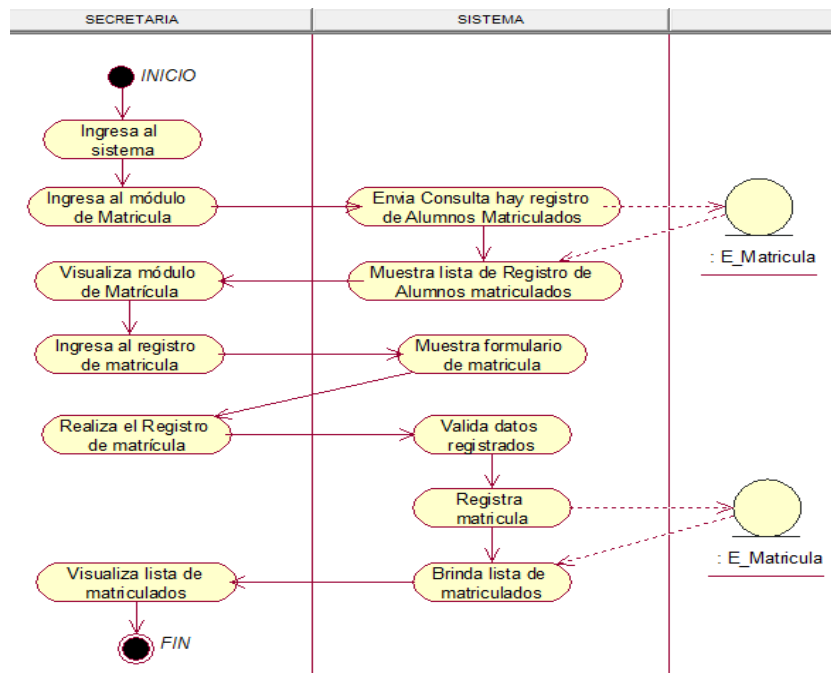 SECRETARIA
SISTEMA
INICIO
Ingresa al
sistema
Ingresa al módulo
de Matricula
Envia Consulta hay registro
de Alumnos Matriculados
: E_Matricula
Visualiza módulo
de Matrícula
Muestra lista de Registro de
Alumnos matriculados
Ingresa al registro
de matricula
Muestra formulario
de matricula
Realiza el Registro
de matrícula
Valida datos
registrados
Registra
matricula
: E_Matricula
Visualiza lista de
matriculados
Brinda lista de
matriculados
FIN